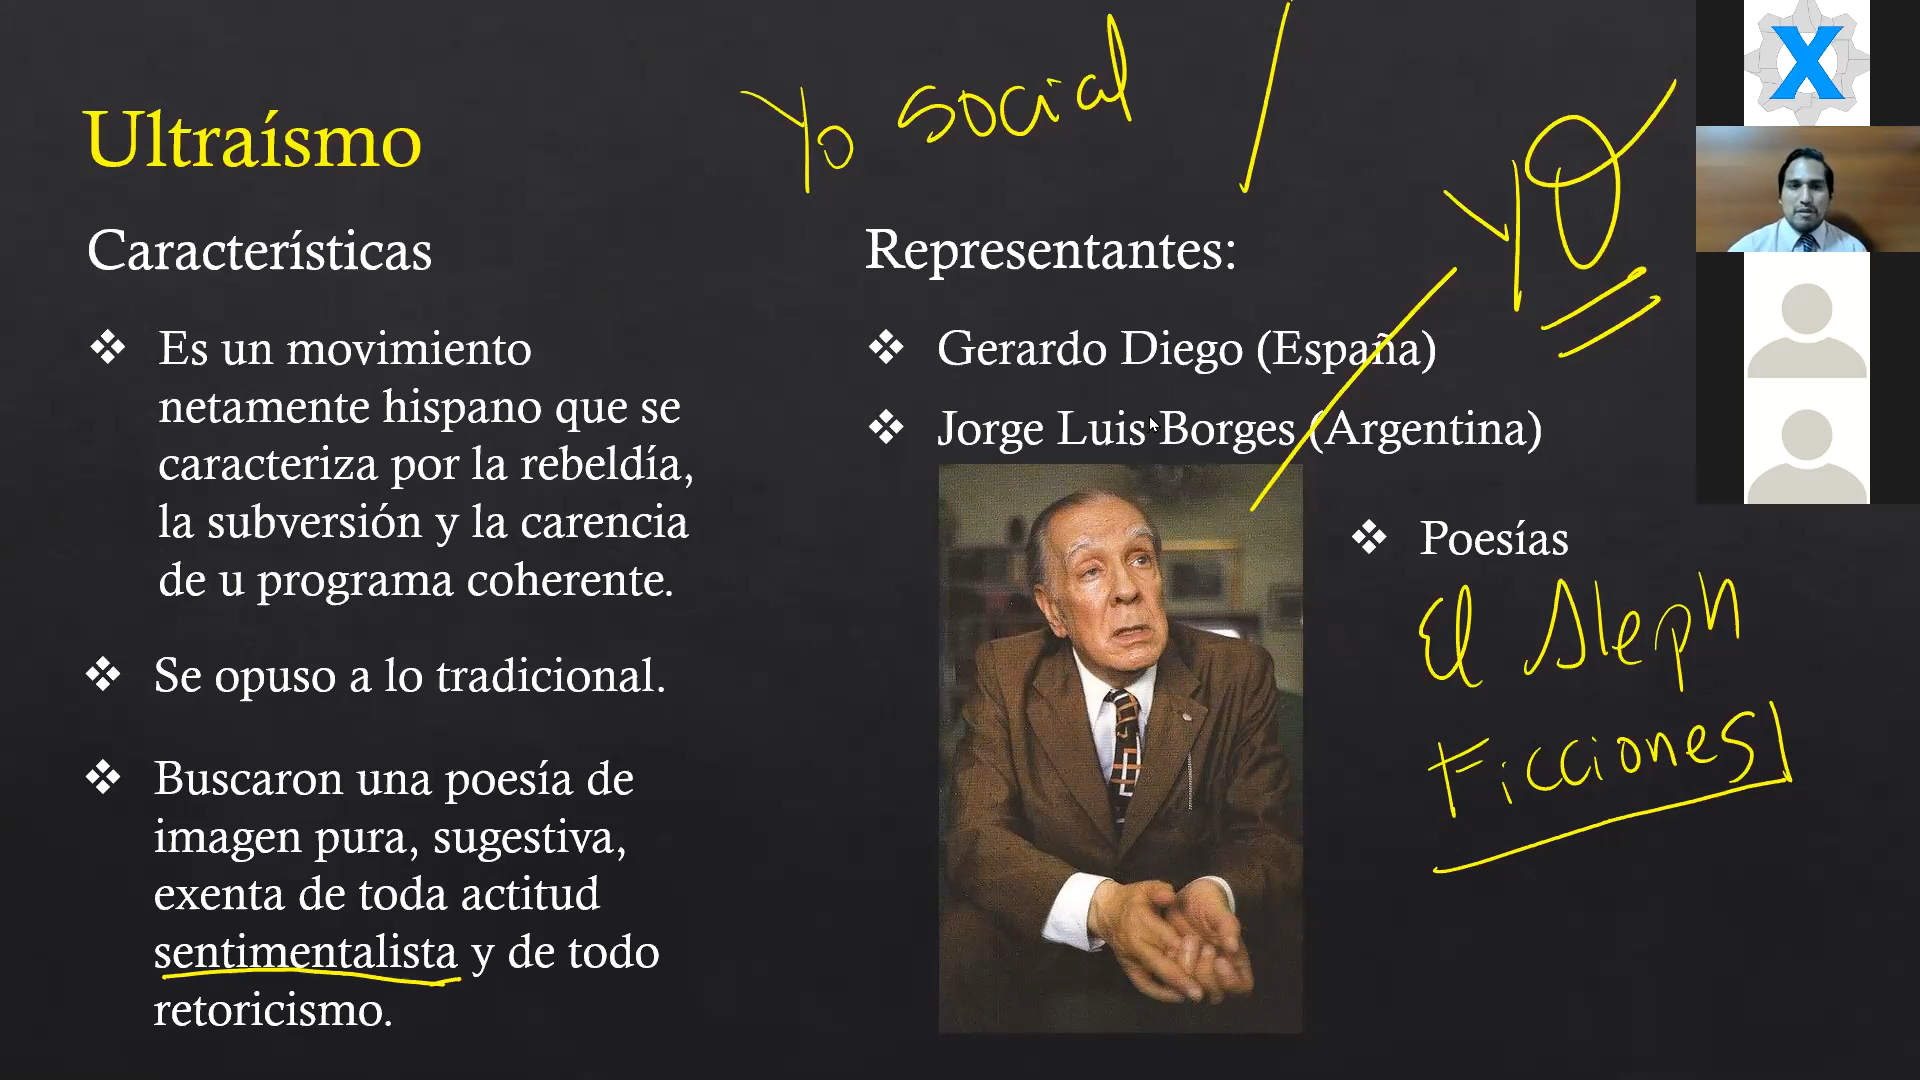 Yo social
Ultraísmo
YO
Características
Es un movimiento
netamente hispano que se
caracteriza por la rebeldía,
la subversión y la carencia
de u programa coherente.
Se opuso a lo tradicional.
Buscaron una poesía de
imagen pura, sugestiva,
exenta de toda actitud
sentimentalista y de todo
retoricismo.
Representantes:
Gerardo Diego (España)
Jorge Luis Borges (Argentina)
Poesías
El Aleph
Ficciones
X